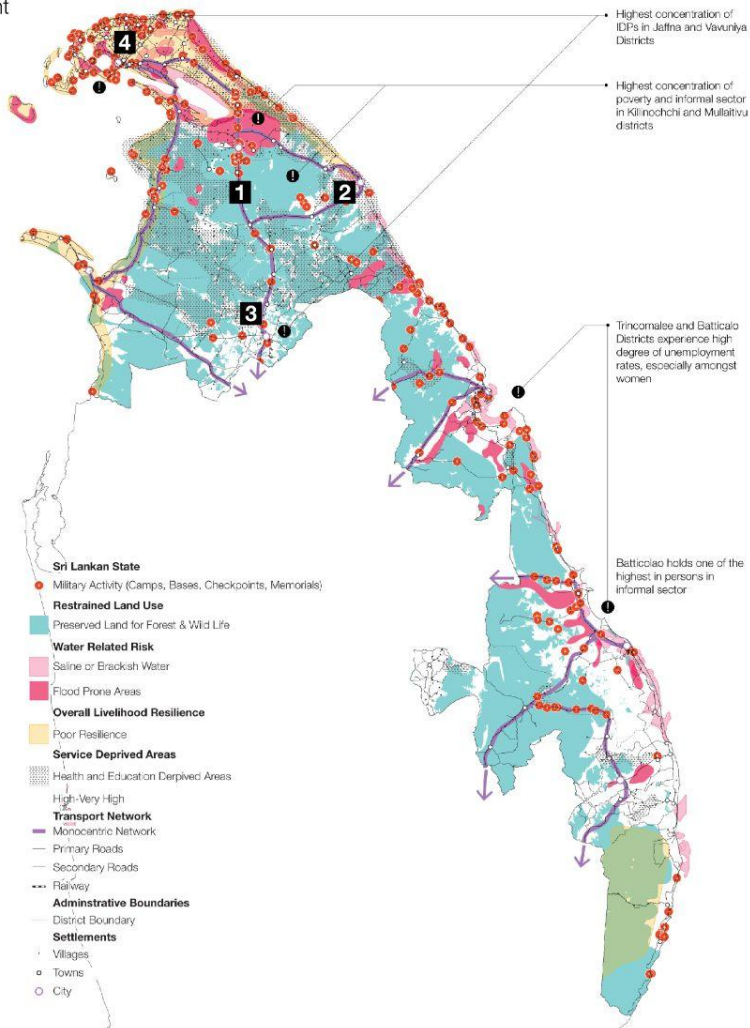 nt
Highest concentration of
IDPs in Jaffna and Vavuniya
Districts
4
Highest concentration of
poverty and informal sector
in Killinochchi and Mullaitivu
districts
!
!
!
1
2
3
!
Trincomalee and Batticalo
Districts experience high
degree of unemployment
rates, especially amongst
women
!
Batticolao holds one of the
highest in persons in
informal sector
!
Sri Lankan State
Military Activity (Camps, Bases, Checkpoints, Memorials)
Restrained Land Use
Preserved Land for Forest & Wild Life
Water Related Risk
Saline or Brackish Water
Flood Prone Areas
Overall Livelihood Resilience
Poor Resilience
Service Deprived Areas
Health and Education Derpived Areas
High-Very High
Transport Network
Monocentric Network
Primary Roads
Secondary Roads
Railway
Adminstrative Boundaries
District Boundary
Settlements
Villages
Towns
City